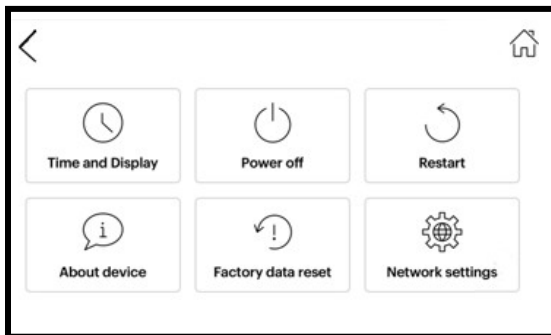 Time and Display
Power off
Restart
About device
Factory data reset
Network settings